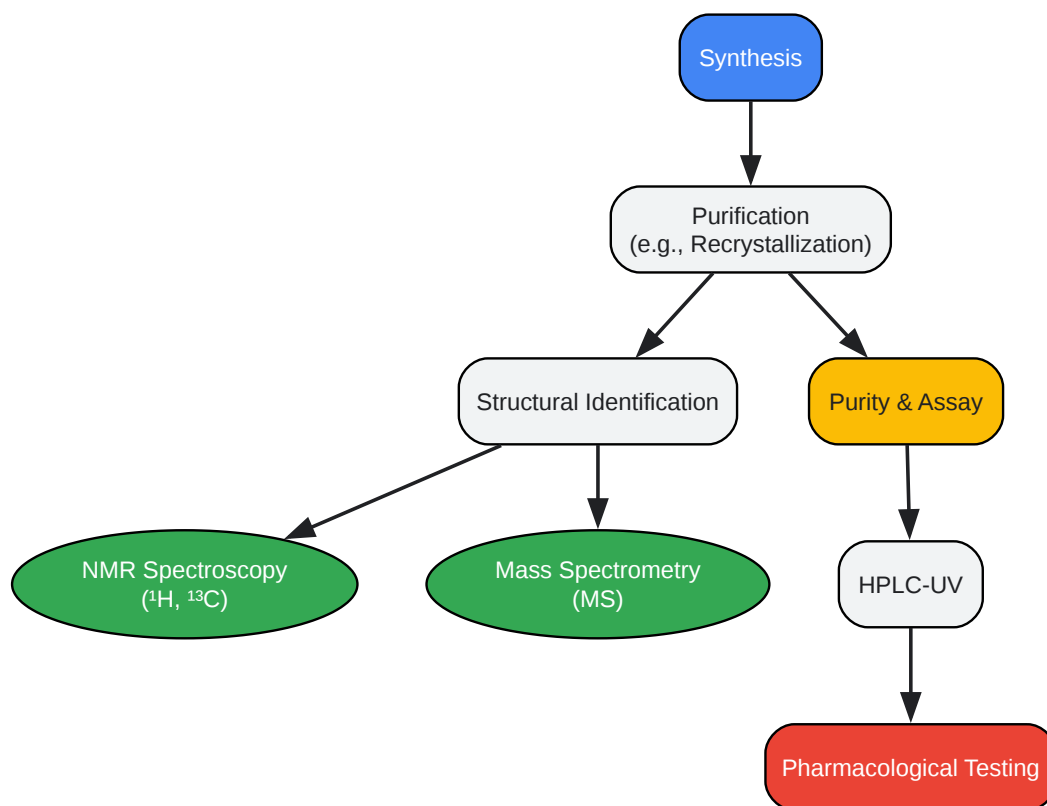 Synthesis
Purification
(e.g., Recrystallization)
Structural Identification
Purity & Assay
NMR Spectroscopy
(¹H, ¹³C)
Mass Spectrometry
(MS)
HPLC-UV
Pharmacological Testing